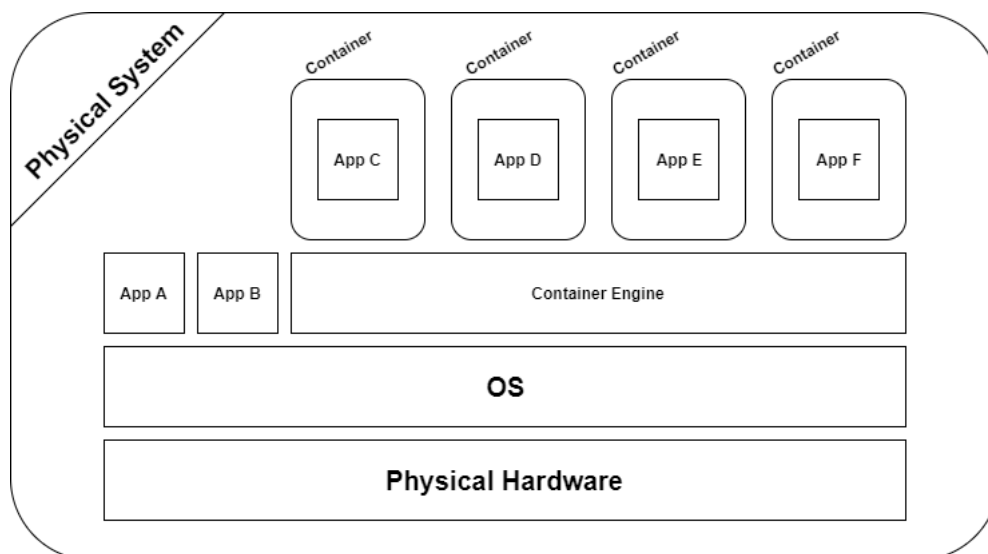 Physical System
Container
Container
Container
Container
App C
App D
App E
App F
App A
App B
Container Engine
OS
Physical Hardware